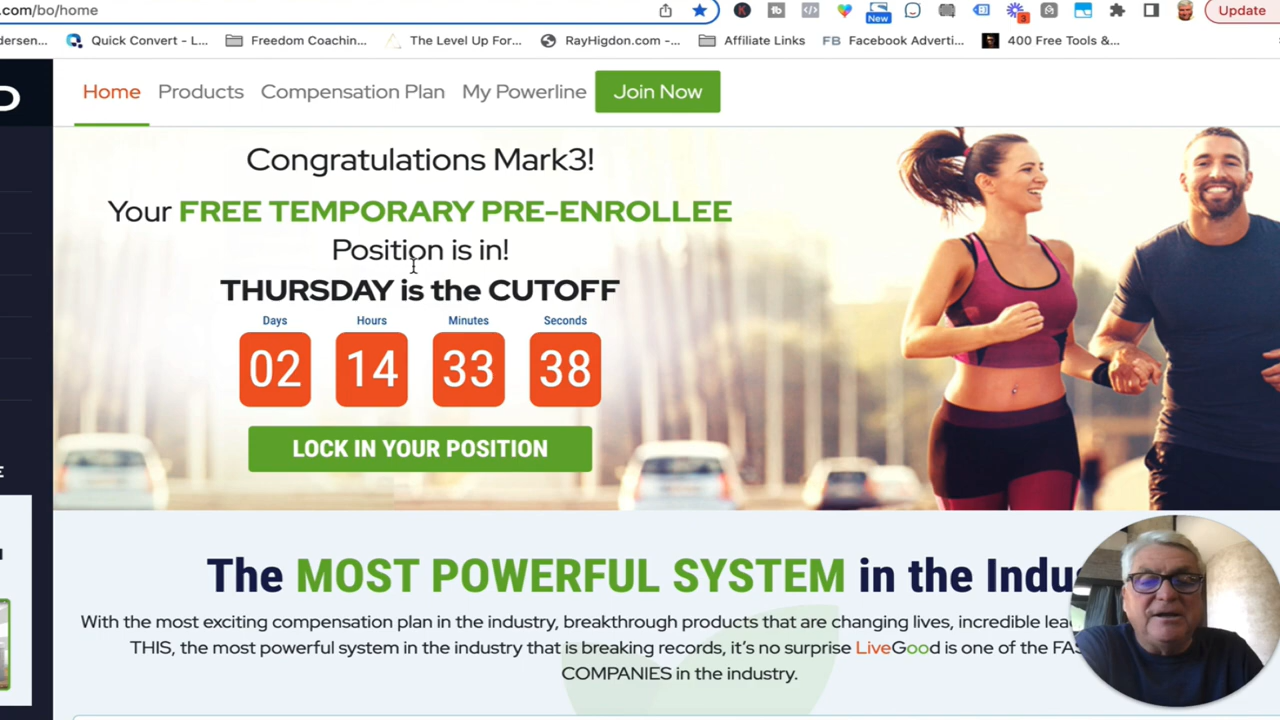 .com/bo/home
New
3
Update
dersen...
Quick Convert - L...
Freedom Coachin...
The Level Up For...
RayHigdon.com -...
Affiliate Links
FB Facebook Adverti...
400 Free Tools &...
D
Home Products Compensation Plan My Powerline Join Now
Congratulations Mark3!
Your FREE TEMPORARY PRE-ENROLLEE
Position is in!
THURSDAY is the CUTOFF
Days Hours Minutes Seconds
02 14 33 38
LOCK IN YOUR POSITION
E
The MOST POWERFUL SYSTEM in the Indu
With the most exciting compensation plan in the industry, breakthrough products that are changing lives, incredible lea
THIS, the most powerful system in the industry that is breaking records, it's no surprise LiveGood is one of the FA
COMPANIES in the industry.